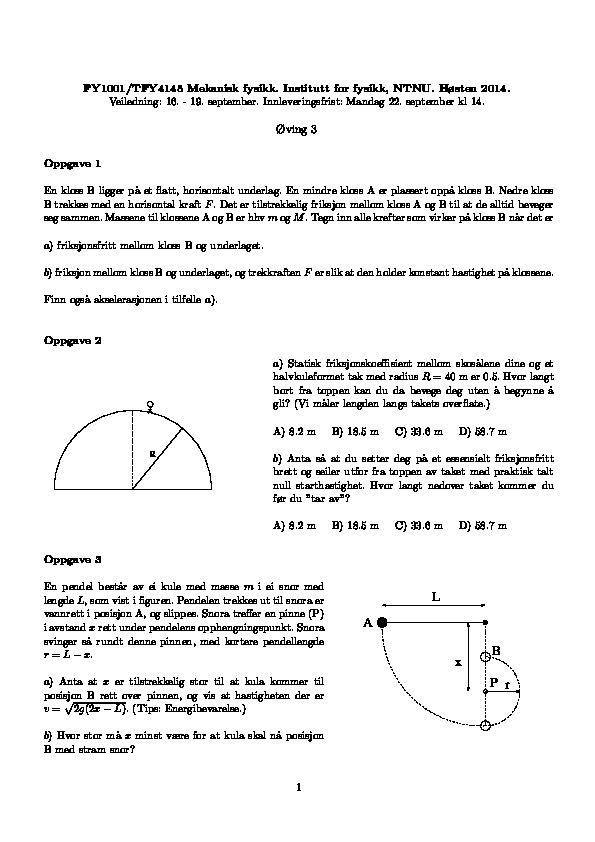 FY1001/TFY4145 Mekanisk fysikk. Institutt for fysikk, NTNU. Høsten 2014.
Veiledning: 16. - 19. september. Innleveringsfrist: Mandag 22. september kl 14.
Øving 3
Oppgave 1
En kloss B ligger på et flatt, horisontalt underlag. En mindre kloss A er plassert oppå kloss B. Nedre kloss
B trekkes med en horisontal kraft F. Det er tilstrekkelig friksjon mellom kloss A og B til at de alltid beveger
seg sammen. Massene til klossene A og B er hhv m og M. Tegn inn alle krefter som virker på kloss B når det er
a) friksjonsfritt mellom kloss B og underlaget.
b) friksjon mellom kloss B og underlaget, og trekkraften F er slik at den holder konstant hastighet på klossene.
Finn også akselerasjonen i tilfelle a).
Oppgave 2
R
a) Statisk friksjonskoeffisient mellom skosålene dine og et
halvkuleformet tak med radius R = 40 m er 0.5. Hvor langt
bort fra toppen kan du da bevege deg uten å begynne å
gli? (Vi måler lengden langs takets overflate.)
A) 8.2 m B) 18.5 m C) 33.6 m D) 58.7 m
b) Anta så at du setter deg på et essensielt friksjonsfritt
brett og seiler utfor fra toppen av taket med praktisk talt
null starthastighet. Hvor langt nedover taket kommer du
før du "tar av"?
A) 8.2 m B) 18.5 m C) 33.6 m D) 58.7 m
Oppgave 3
En pendel består av ei kule med masse m i ei snor med
lengde L, som vist i figuren. Pendelen trekkes ut til snora er
vannrett i posisjon A, og slippes. Snora treffer en pinne (P)
i avstand x rett under pendelens opphengningspunkt. Snora
svinger så rundt denne pinnen, med kortere pendellengde
r = L − x.
a) Anta at x er tilstrekkelig stor til at kula kommer til
posisjon B rett over pinnen, og vis at hastigheten der er
v = √2g(2x − L). (Tips: Energibevarelse.)
b) Hvor stor må x minst være for at kula skal nå posisjon
B med stram snor?
L
A
B
x
P r
1